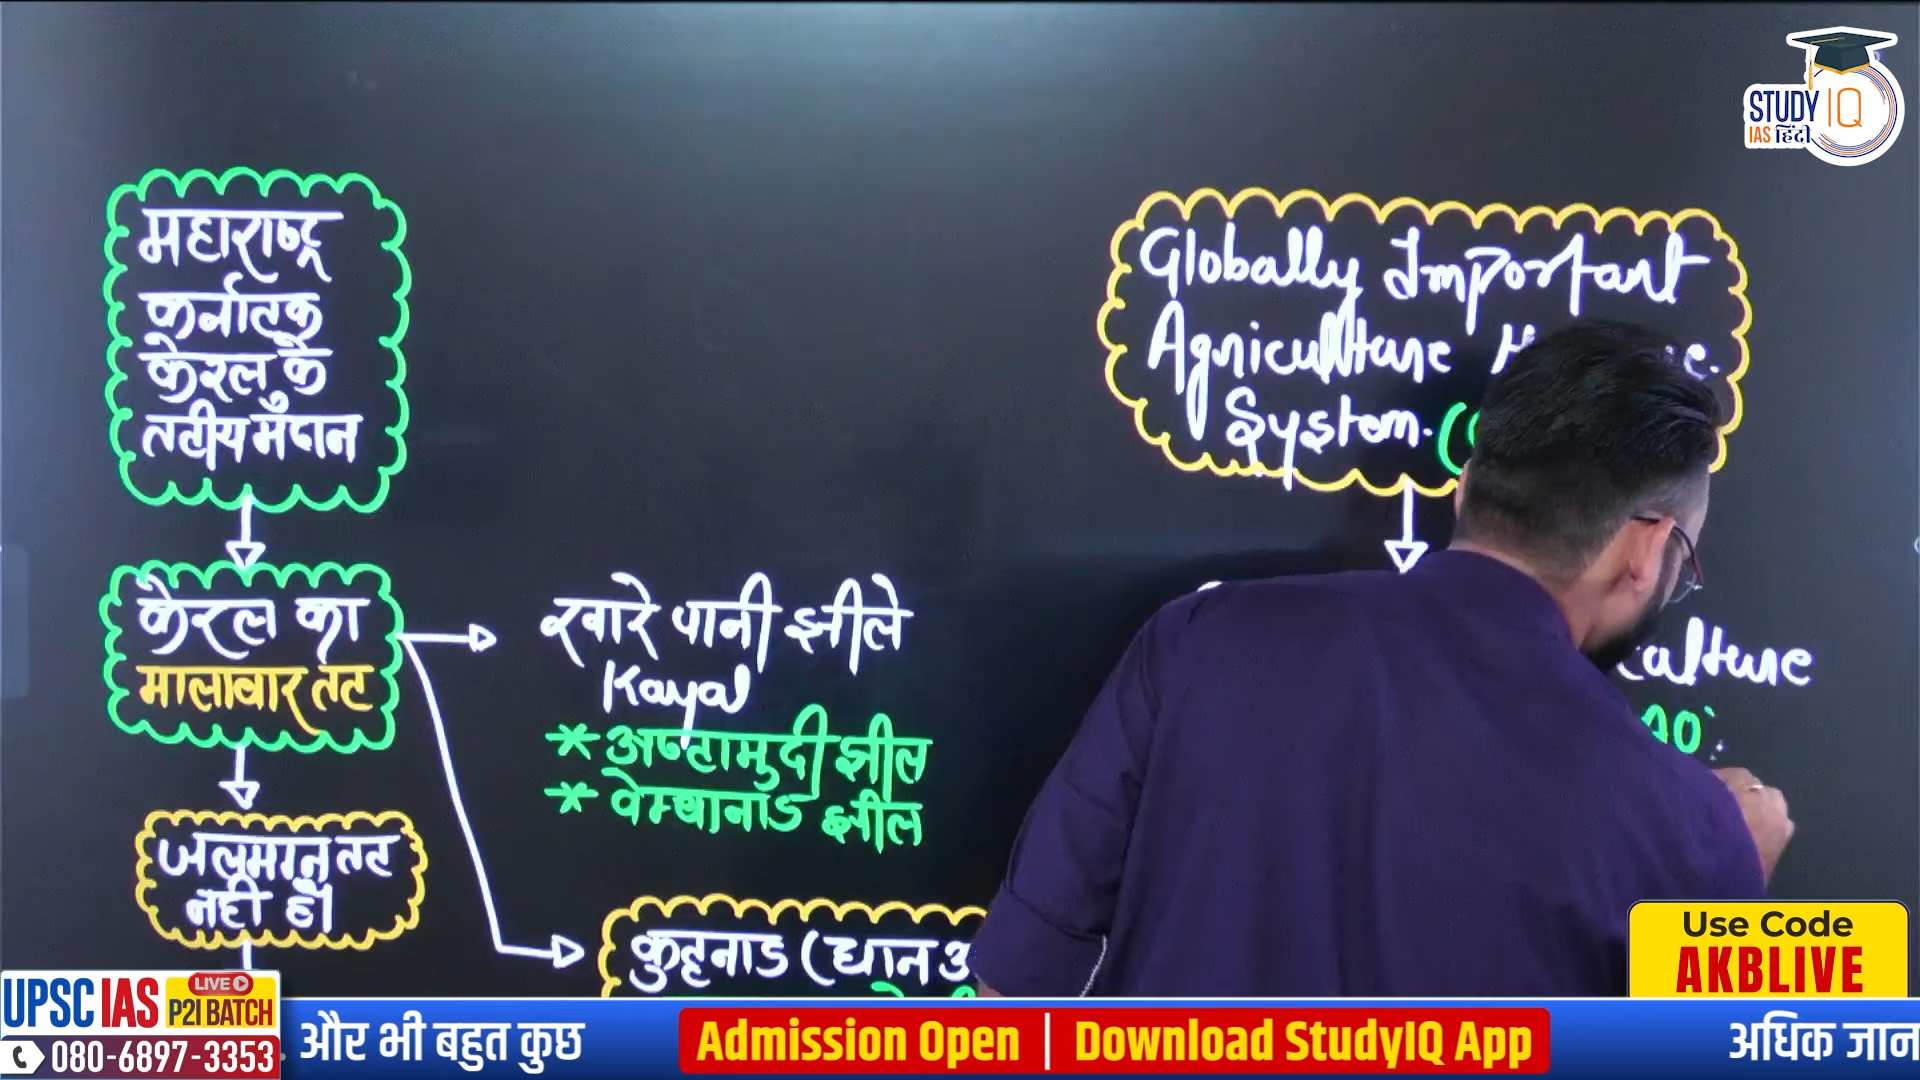 STUDY IQ
IAS हिंदी
महाराष्ट्र
कर्नाटक
केरल के
तटीय मैदान
केरल का
मालाबार तट
जलमग्न तट
नहीं है।
खारे पानी झीले
Kayal
* अष्टामुदी झील
* वेम्बानाड झील
कुट्टनाड (धान
Globally Important
Agriculture
System.
Use Code
AKBLIVE
UPSC IAS LIVE P2I BATCH
080-6897-3353
और भी बहुत कुछ
Admission Open | Download StudyIQ App
अधिक जान